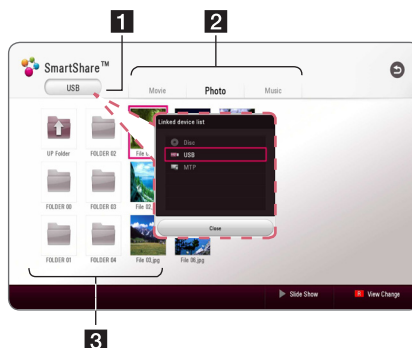 1
2
SmartShare™
USB
Movie Photo Music
Linked device list
Disc
USB
MTP
Close
UP Folder FOLDER 02
FOLDER 00 FOLDER 03 File 02.jpg
FOLDER 01 FOLDER 04 File 03.jpg File 06.jpg
Slide Show R View Change
3